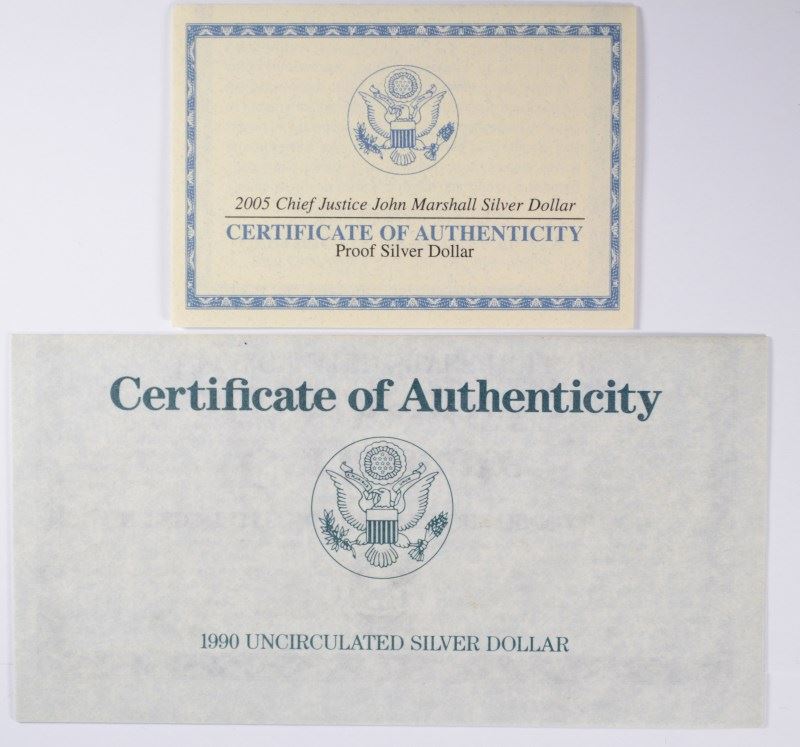 2005 Chief Justice John Marshall Silver Dollar
CERTIFICATE OF AUTHENTICITY
Proof Silver Dollar
Certificate of Authenticity
1990 UNCIRCULATED SILVER DOLLAR